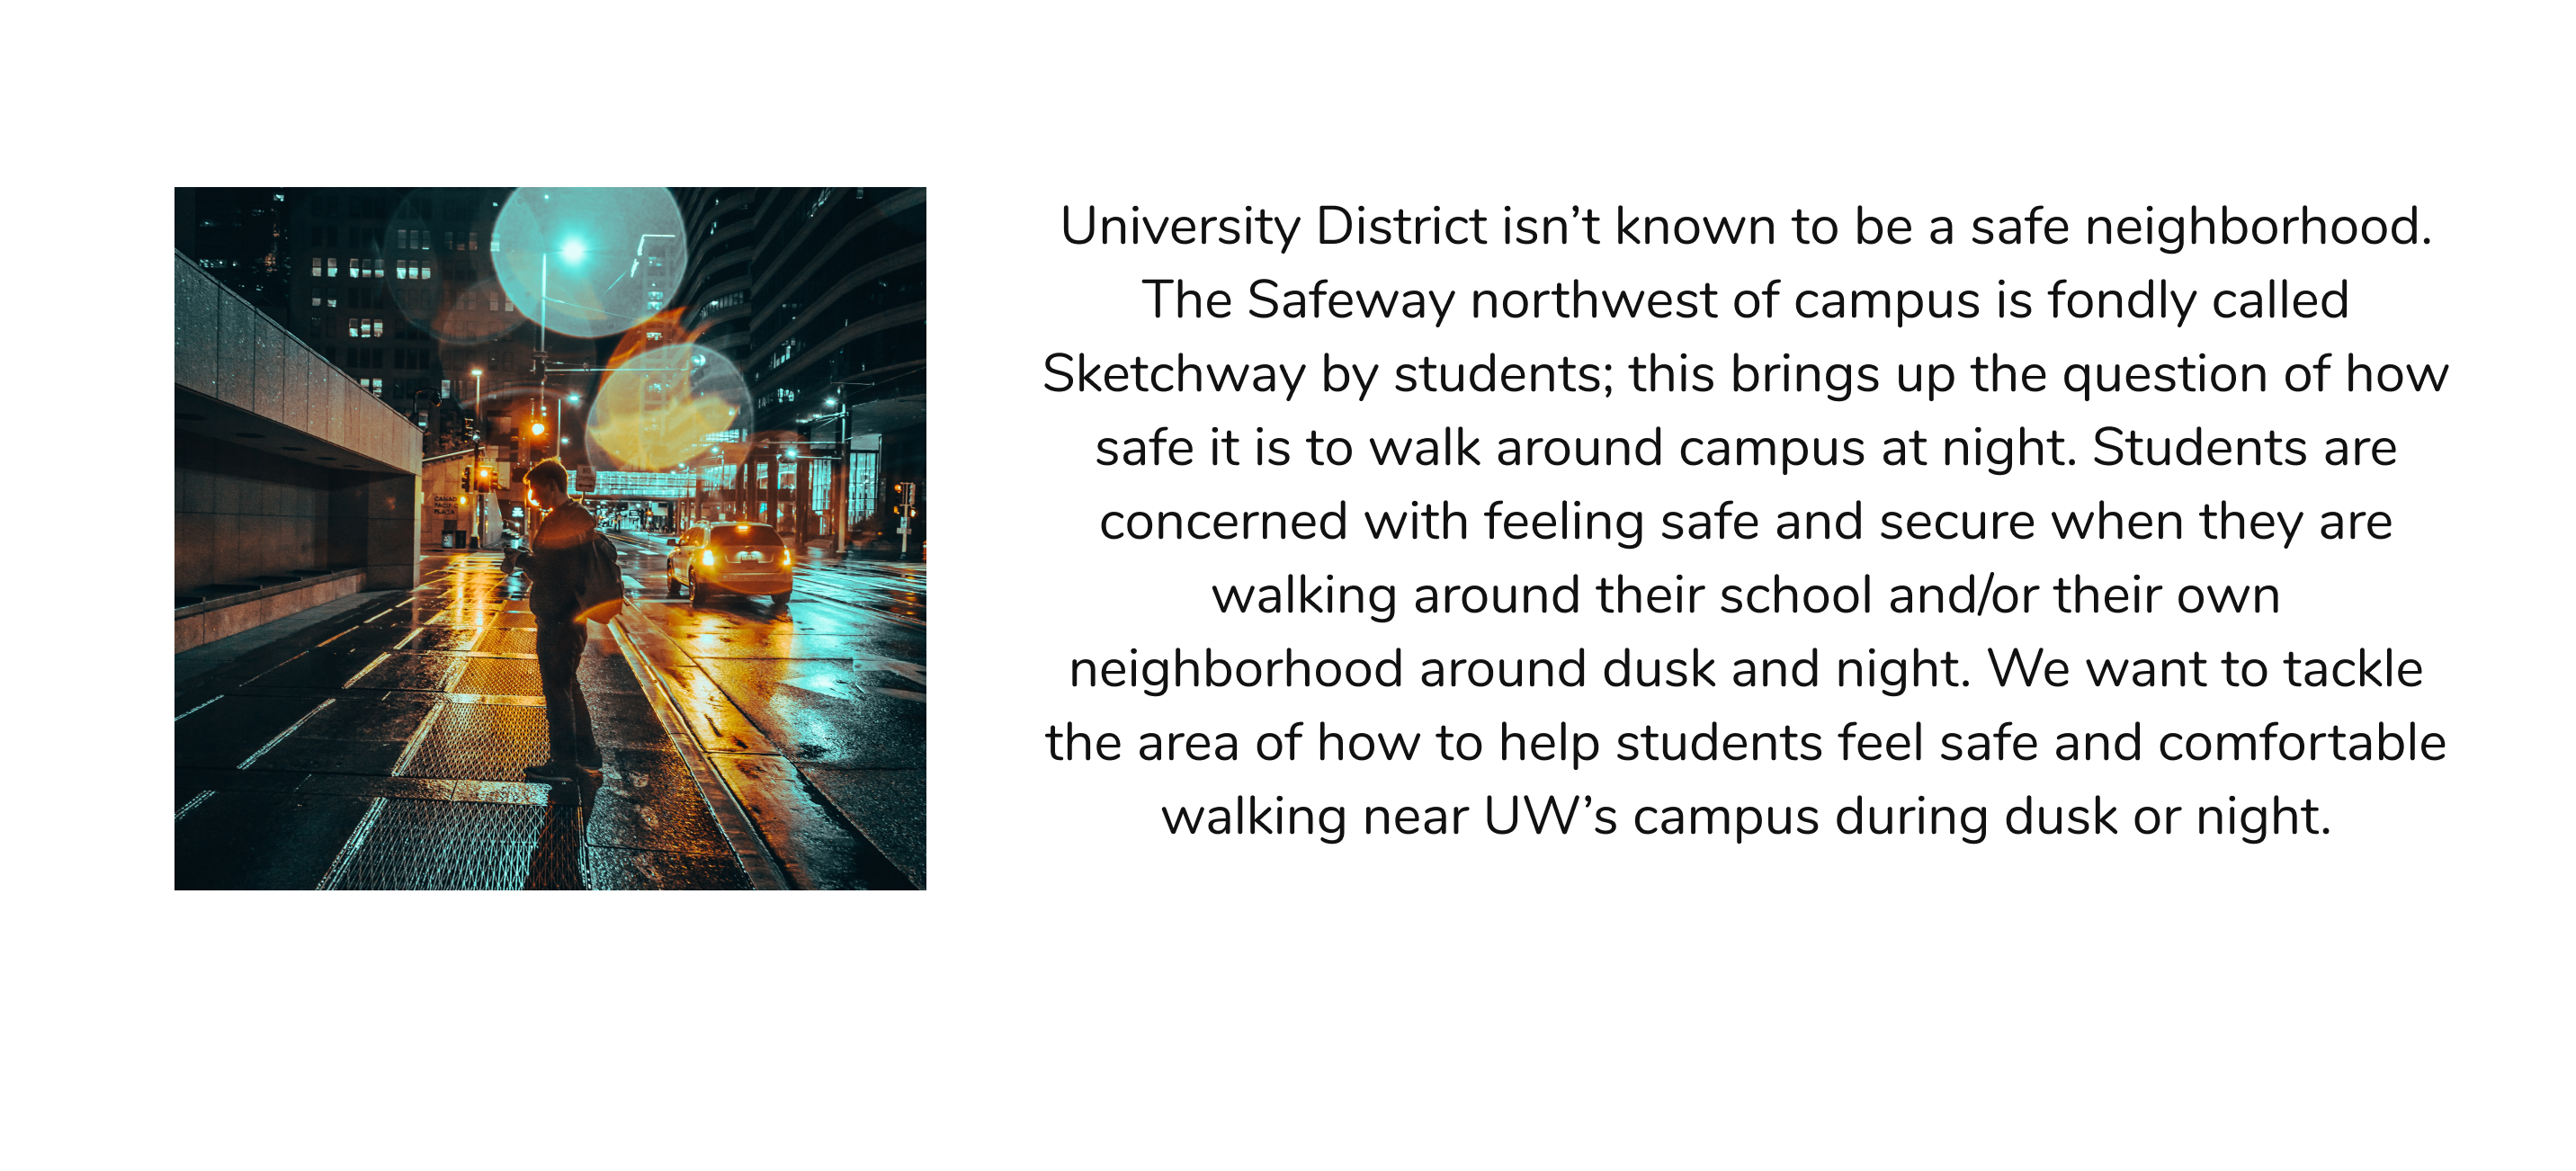 University District isn’t known to be a safe neighborhood.
The Safeway northwest of campus is fondly called
Sketchway by students; this brings up the question of how
safe it is to walk around campus at night. Students are
concerned with feeling safe and secure when they are
walking around their school and/or their own
neighborhood around dusk and night. We want to tackle
the area of how to help students feel safe and comfortable
walking near UW’s campus during dusk or night.